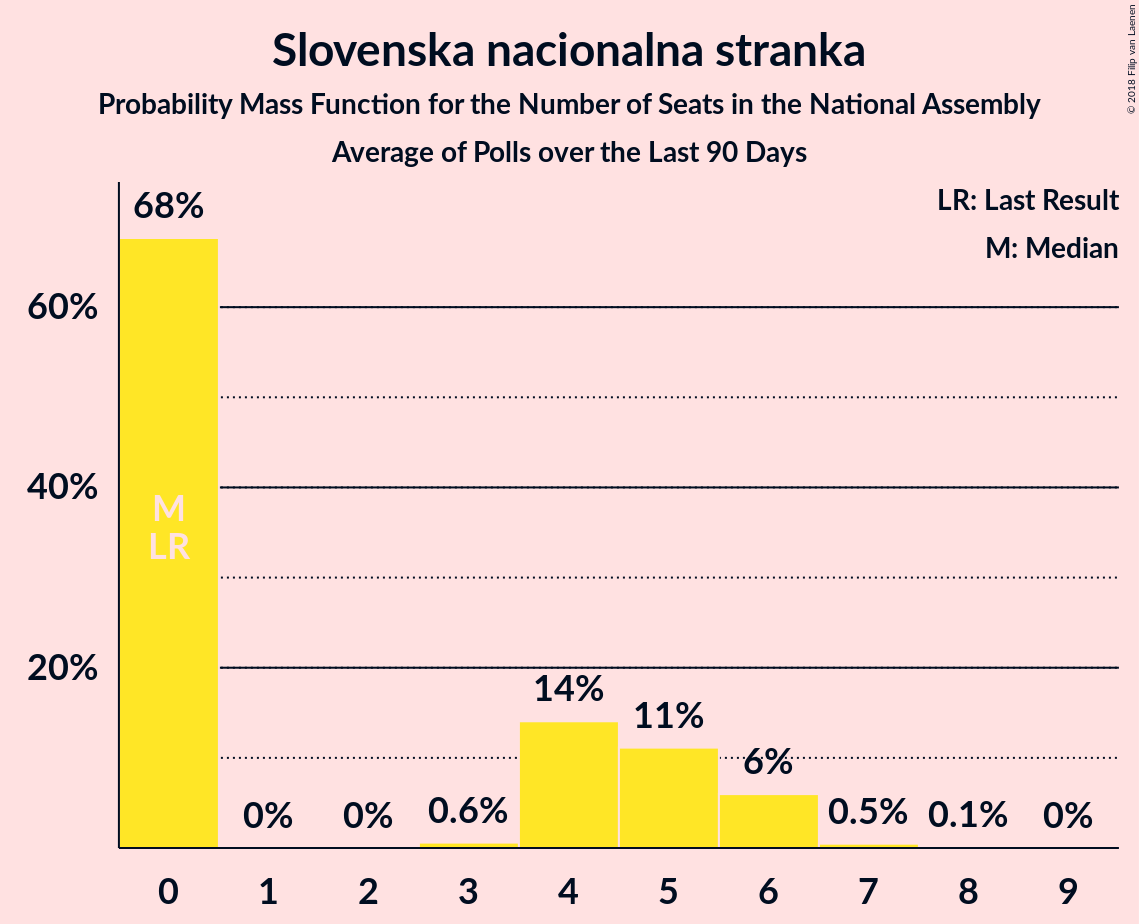 Slovenska nacionalna stranka
Probability Mass Function for the Number of Seats in the National Assembly
Average of Polls over the Last 90 Days
© 2018 Filip van Laenen
LR: Last Result
M: Median
68%
60%
40%
20%
M
LR
0%
0%
0.6%
14%
11%
6%
0.5%
0.1%
0%
0 1 2 3 4 5 6 7 8 9